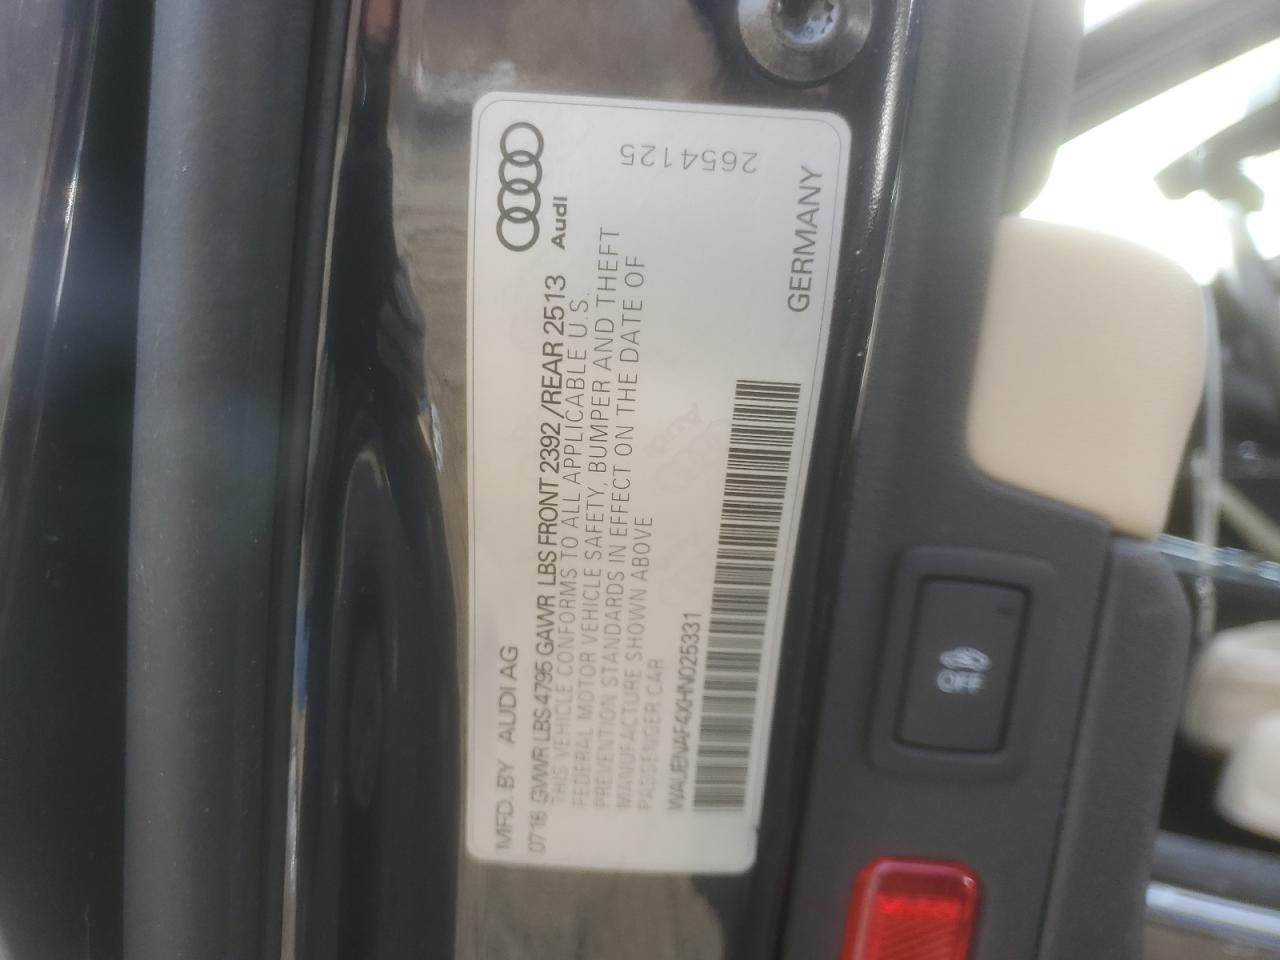 Audi
2654125
MFD. BY AUDI AG
GERMANY
0716 GVWR LBS 4795 GAWR LBS FRONT 2392 /REAR 2513
THIS VEHICLE CONFORMS TO ALL APPLICABLE U.S.
FEDERAL MOTOR VEHICLE SAFETY, BUMPER AND THEFT
PREVENTION STANDARDS IN EFFECT ON THE DATE OF
MANUFACTURE SHOWN ABOVE
PASSENGER CAR
WAUENAF4XHN025331
OFF